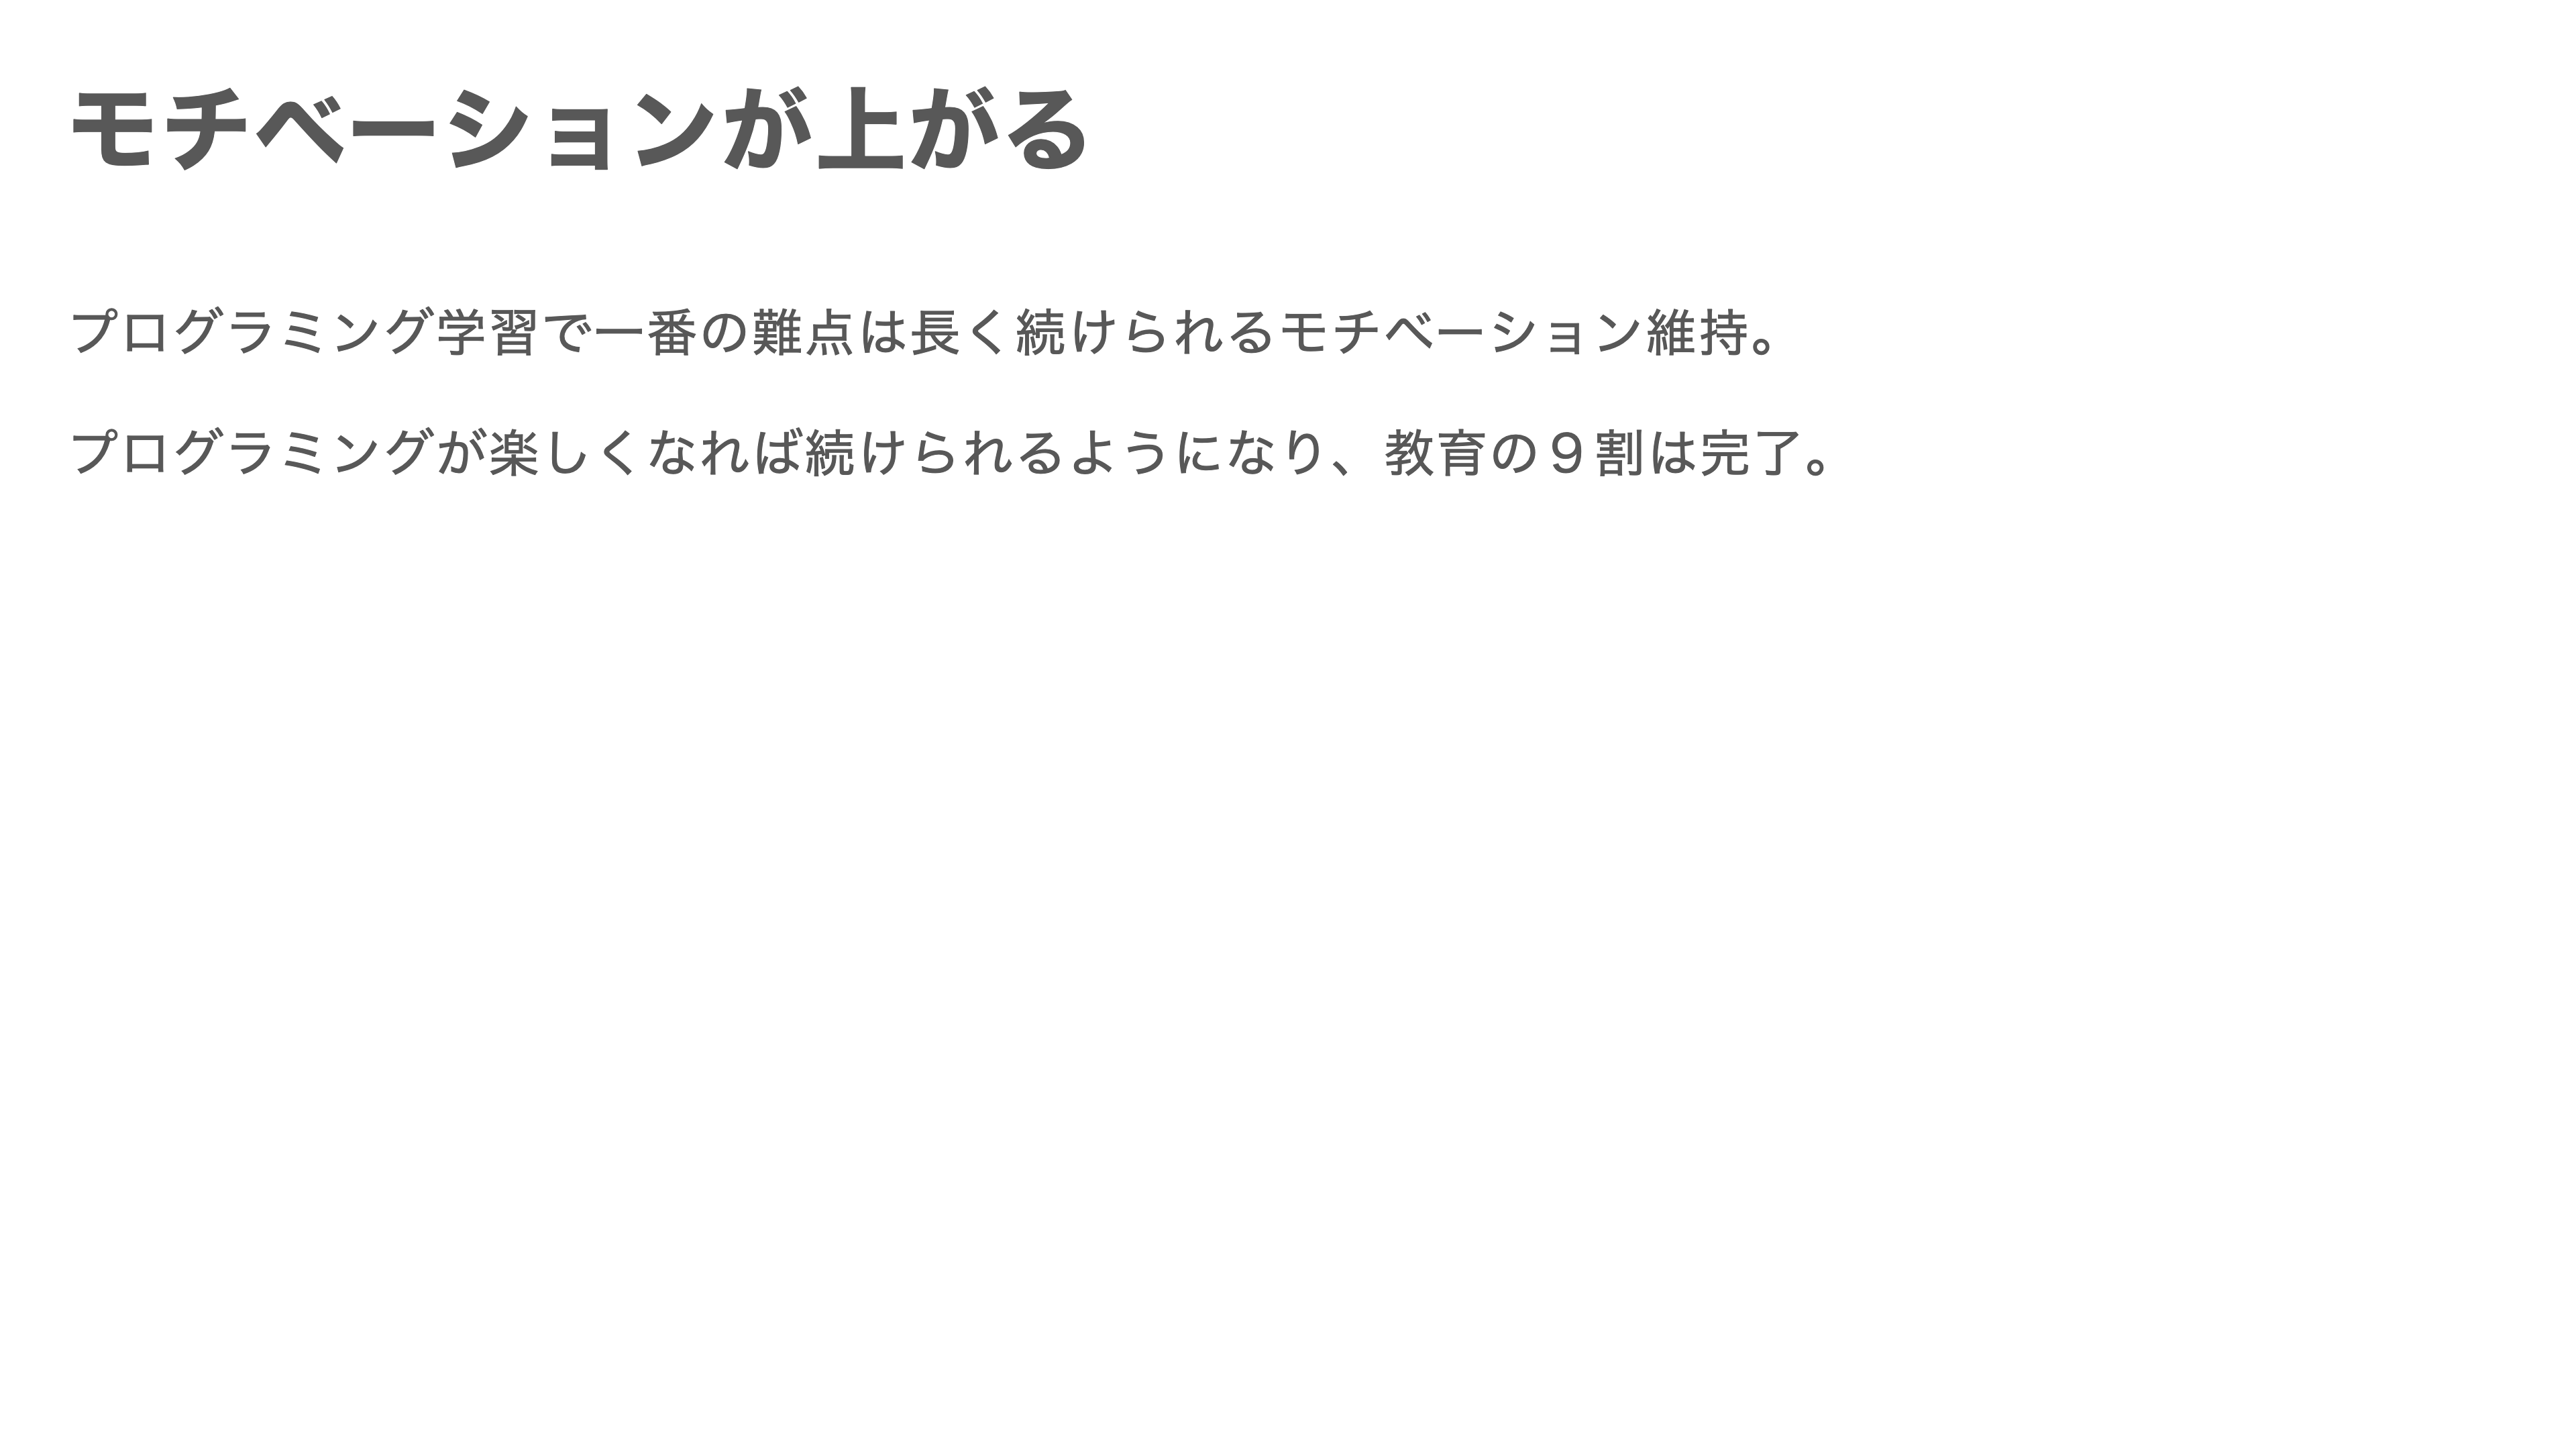 モチベーションが上がる
プログラミング学習で一番の難点は長く続けられるモチベーション維持。
プログラミングが楽しくなれば続けられるようになり、教育の９割は完了。